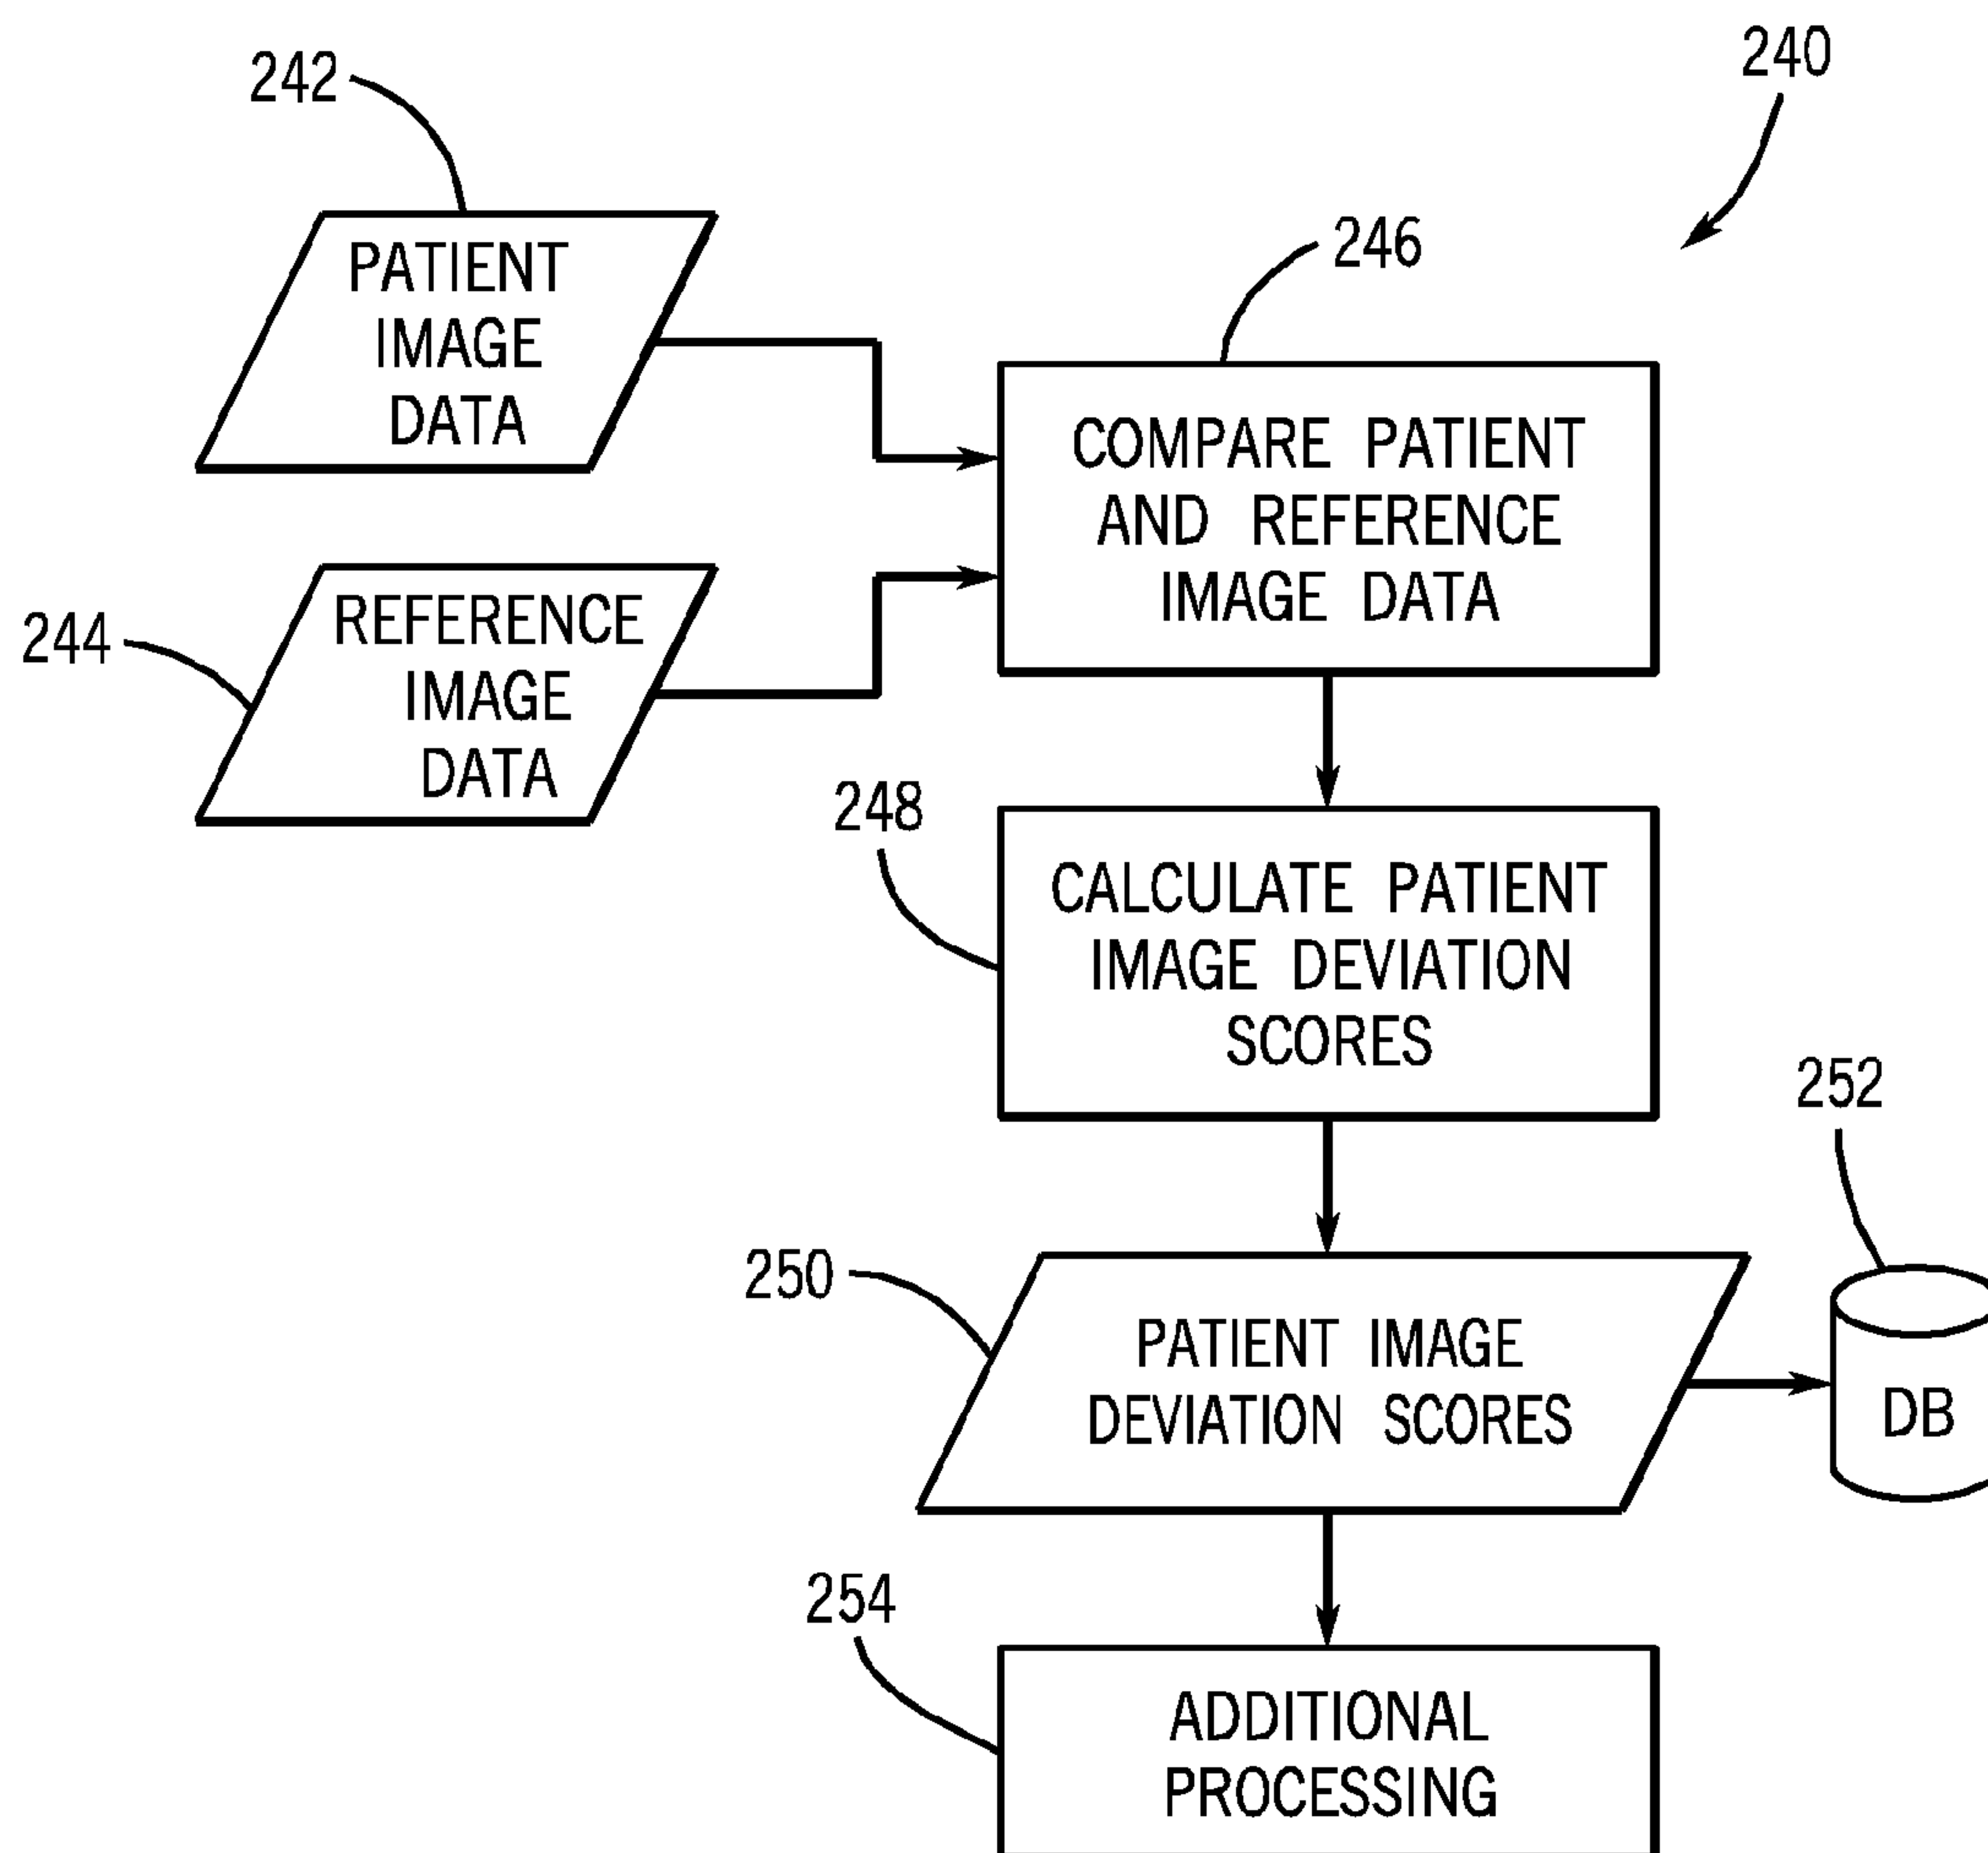 240
242
PATIENT
IMAGE
DATA
246
COMPARE PATIENT
AND REFERENCE
IMAGE DATA
244
REFERENCE
IMAGE
DATA
248
CALCULATE PATIENT
IMAGE DEVIATION
SCORES
252
250
PATIENT IMAGE
DEVIATION SCORES
DB
254
ADDITIONAL
PROCESSING